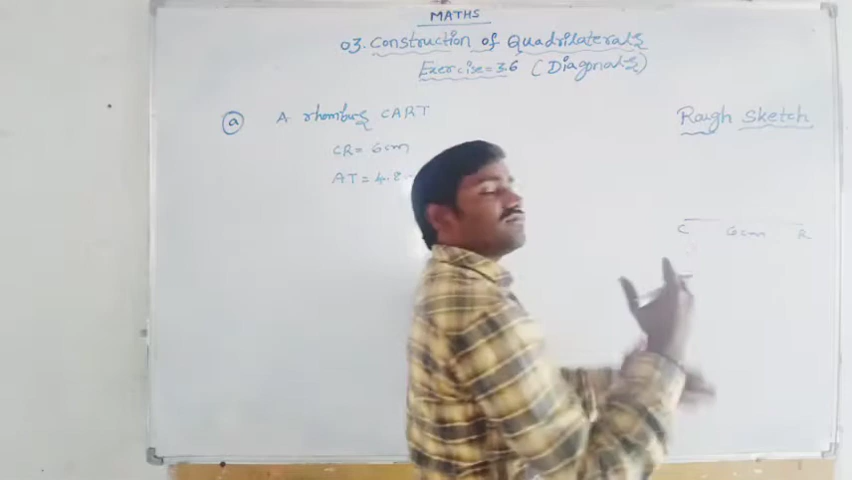 MATHS
03. Construction of Quadrilaterals
Exercise = 3.6 (Diagonals)
a A rhombus CART
CR = 6cm
AT = 4.8
Rough Sketch
C 6cm R